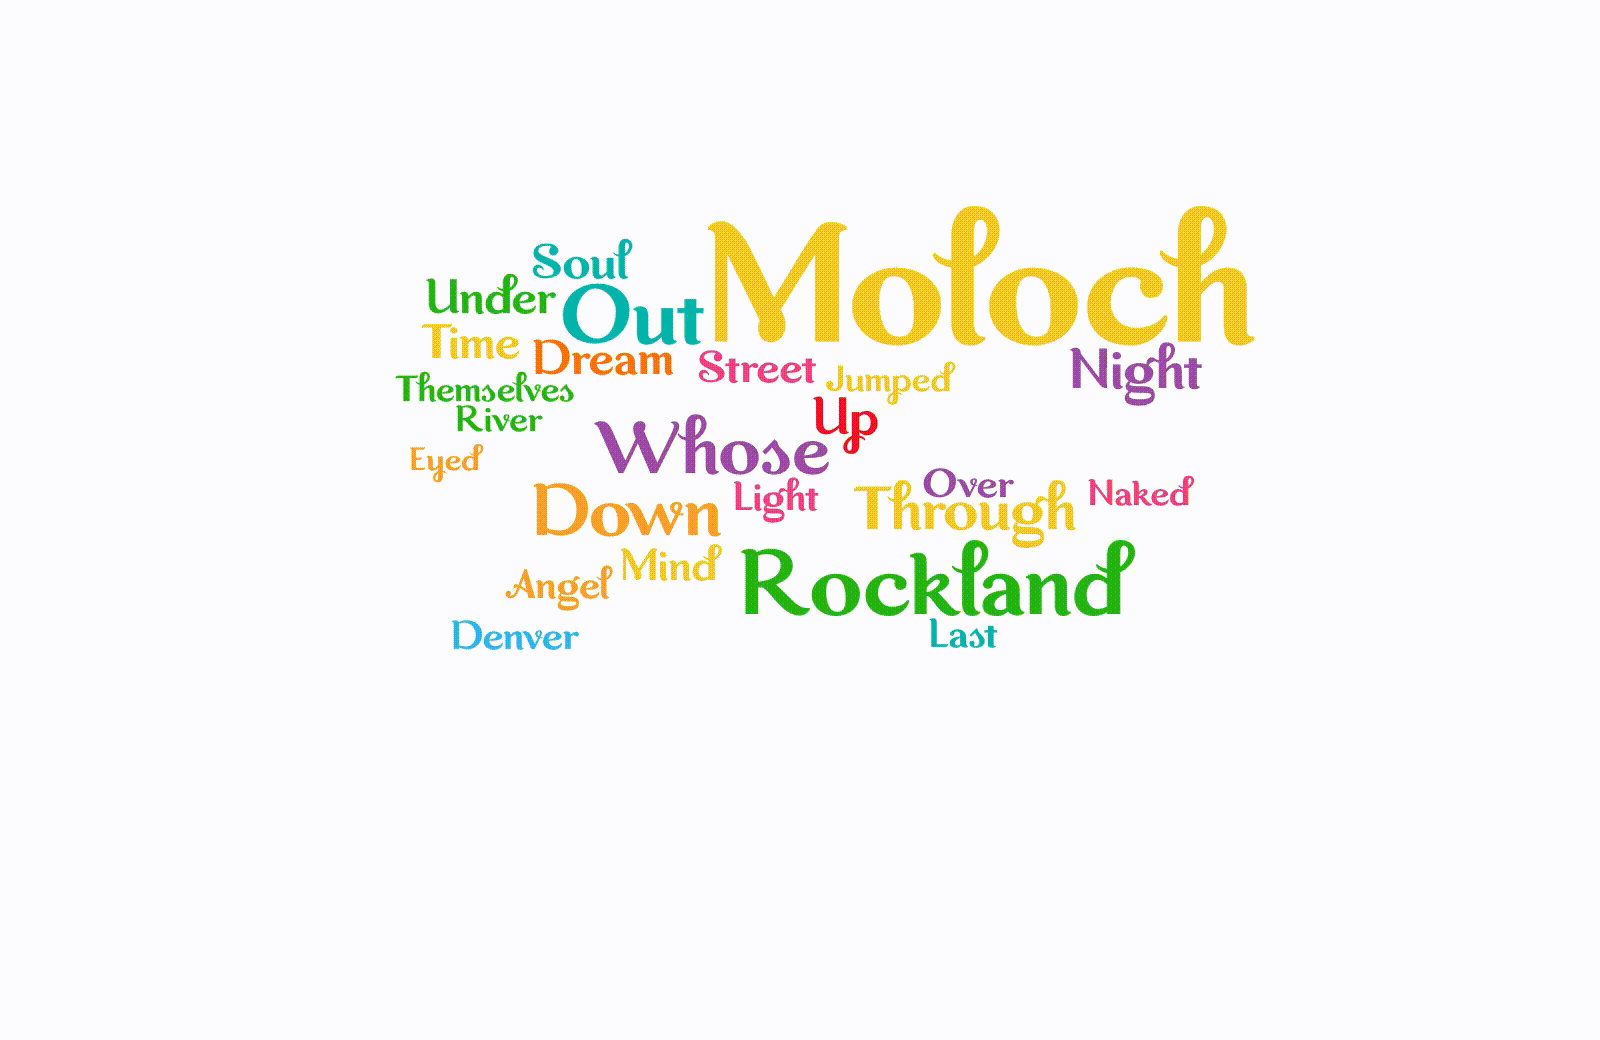 Soul
Moloch
Under
Out
Time
Dream
Street
Jumped
Night
Themselves
River
Up
Whose
Eyed
Down
Light
Over
Through
Naked
Angel
Mind
Rockland
Denver
Last